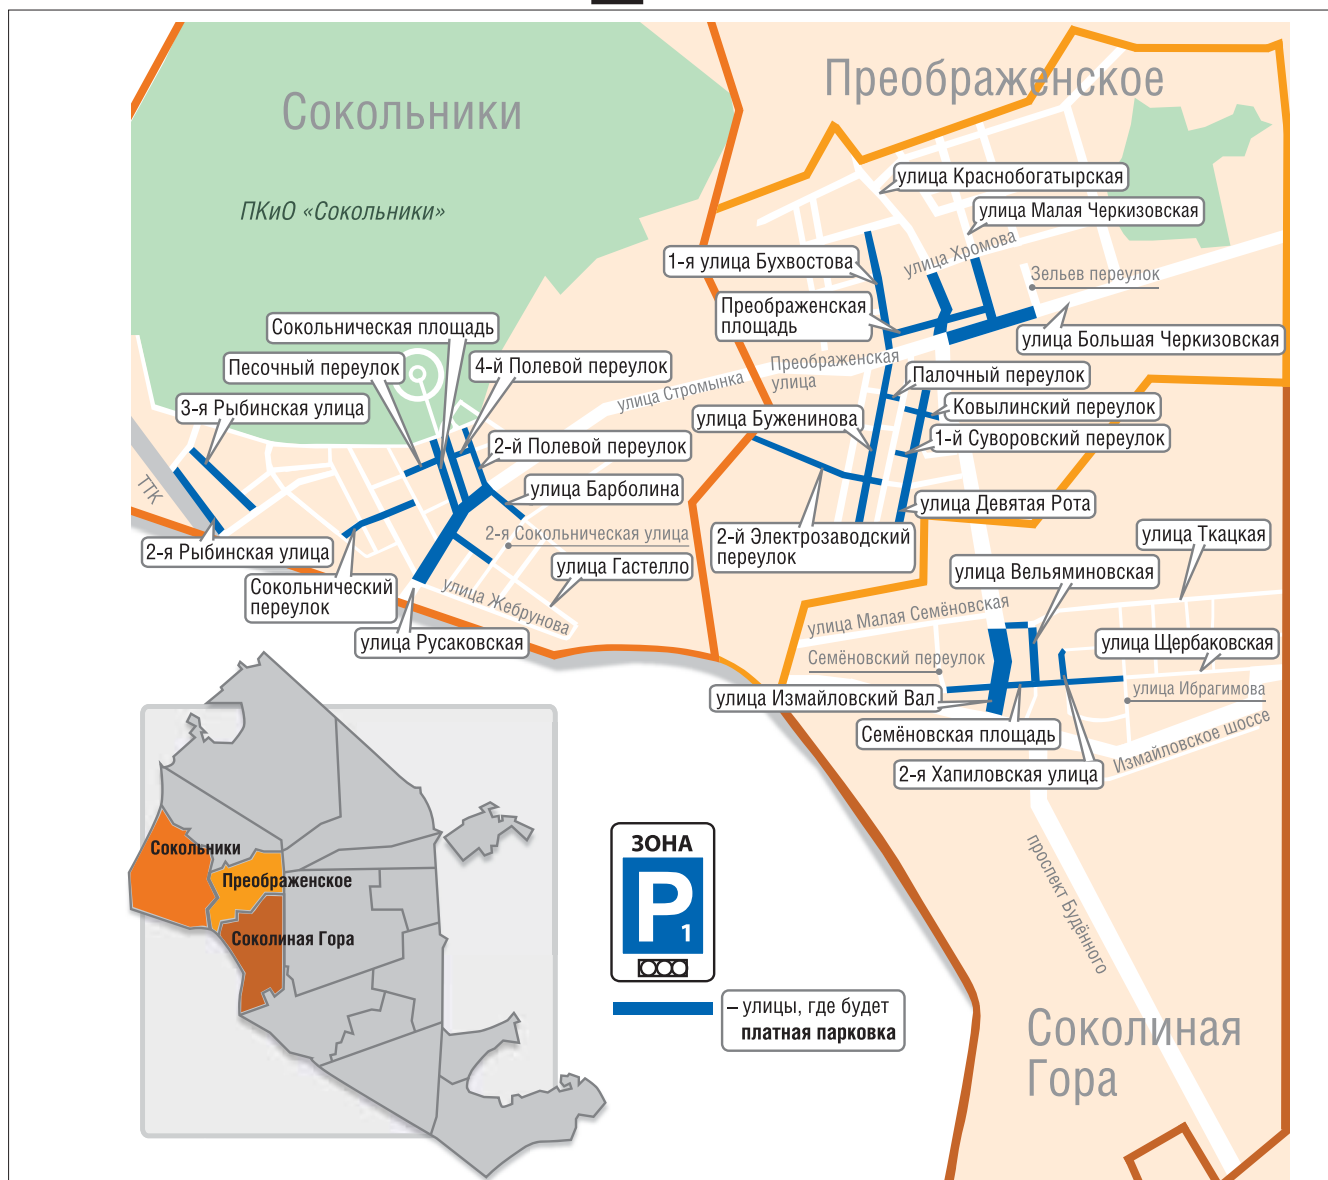 Сокольники
Преображенское
ПКиО «Сокольники»
улица Краснобогатырская
улица Малая Черкизовская
улица Хромова
1-я улица Бухвостова
Зельев переулок
Преображенская
площадь
улица Большая Черкизовская
Сокольническая площадь
Песочный переулок
4-й Полевой переулок
Преображенская
улица
улица Стромынка
Палочный переулок
3-я Рыбинская улица
Ковылинский переулок
улица Буженинова
1-й Суворовский переулок
2-й Полевой переулок
ТТК
улица Барболина
улица Девятая Рота
2-я Сокольническая улица
2-й Электрозаводский
переулок
улица Ткацкая
2-я Рыбинская улица
улица Гастелло
улица Вельяминовская
Сокольнический
переулок
улица Жебрунова
улица Малая Семёновская
улица Русаковская
улица Щербаковская
Семёновский переулок
улица Ибрагимова
улица Измайловский Вал
Семёновская площадь
Измайловское шоссе
2-я Хапиловская улица
проспект Будённого
Сокольники
Преображенское
Соколиная Гора
ЗОНА
P
1
– улицы, где будет
платная парковка
Соколиная
Гора